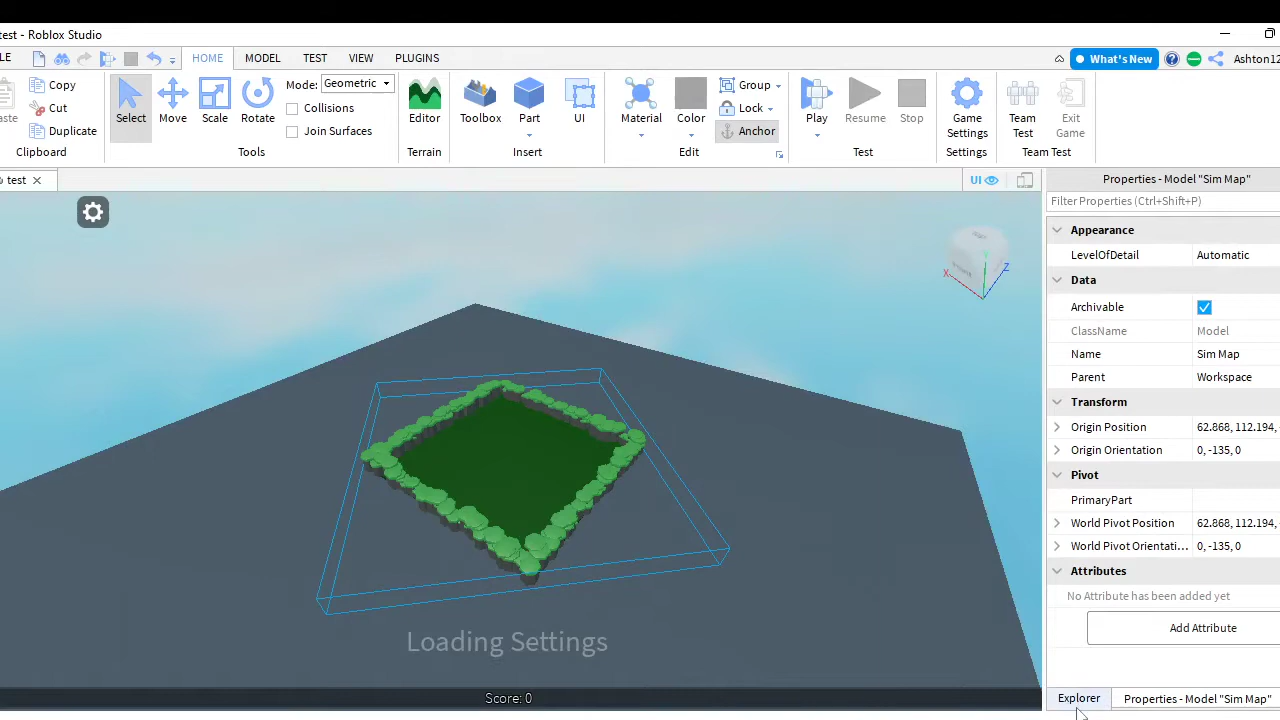 test - Roblox Studio
LE
HOME
MODEL
TEST
VIEW
PLUGINS
What's New
Ashton12
aste
Copy
Cut
Duplicate
Clipboard
Select
Move
Scale
Rotate
Mode: Geometric
Collisions
Join Surfaces
Tools
Editor
Terrain
Toolbox
Part
UI
Insert
Material
Color
Group
Lock
Anchor
Edit
Play
Resume
Stop
Test
Game
Settings
Settings
Team
Test
Exit
Game
Team Test
test
UI
Properties - Model "Sim Map"
Filter Properties (Ctrl+Shift+P)
Appearance
LevelOfDetail Automatic
Data
Archivable
ClassName Model
Name Sim Map
Parent Workspace
Transform
Origin Position 62.868, 112.194,
Origin Orientation 0, -135, 0
Pivot
PrimaryPart
World Pivot Position 62.868, 112.194,
World Pivot Orientati... 0, -135, 0
Attributes
No Attribute has been added yet
Add Attribute
X
Z
Loading Settings
Score: 0
Explorer
Properties - Model "Sim Map"